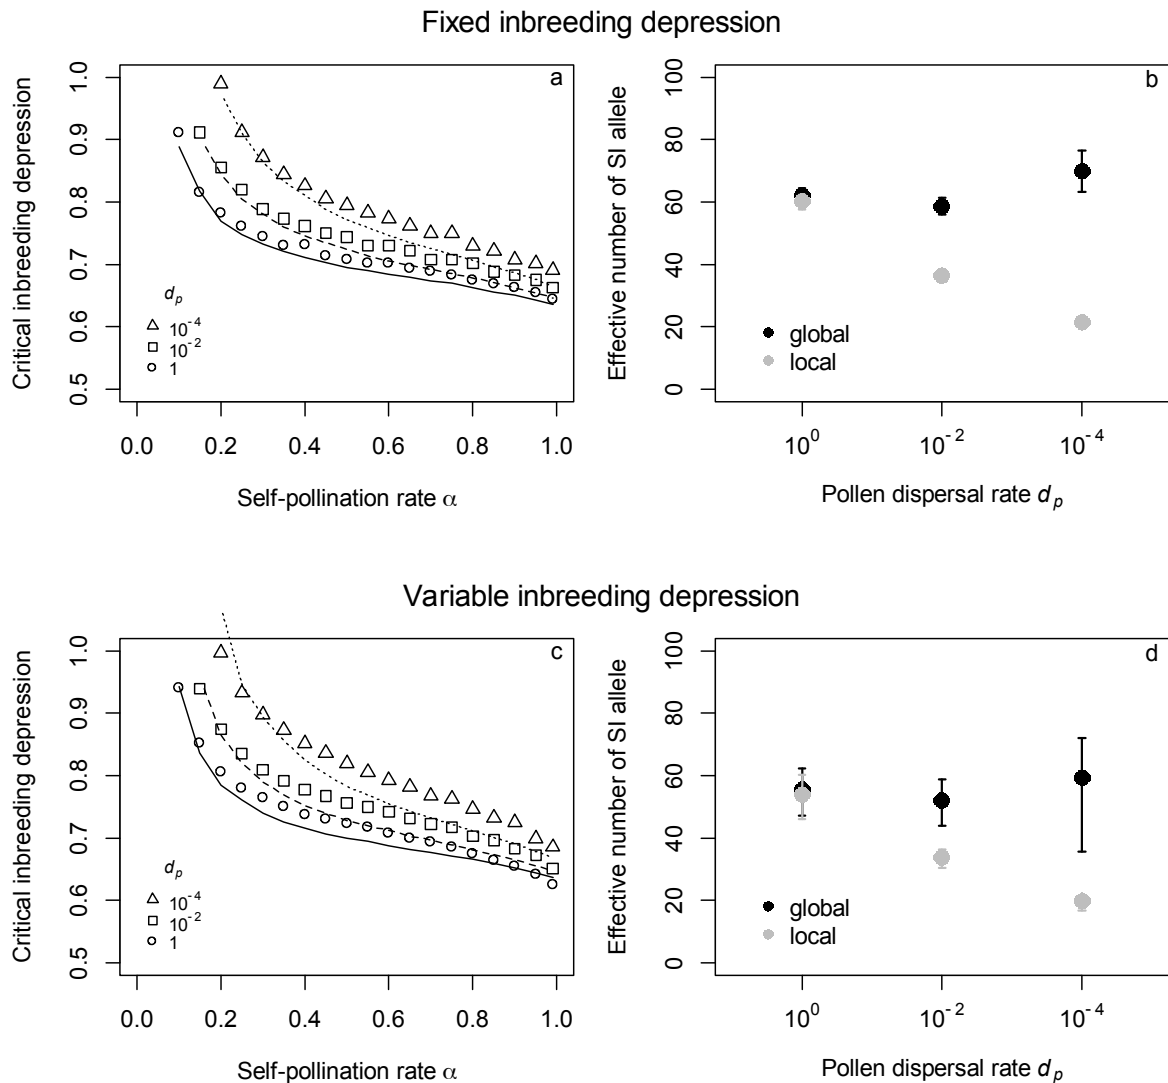 Fixed inbreeding depression
a
Critical inbreeding depression
1.0
0.9
0.8
0.7
0.6
0.5
d_p
10^-4
10^-2
1
0.0 0.2 0.4 0.6 0.8 1.0
Self-pollination rate α
b
Effective number of SI allele
100
80
60
40
20
0
global
local
10^0 10^-2 10^-4
Pollen dispersal rate d_p
Variable inbreeding depression
c
Critical inbreeding depression
1.0
0.9
0.8
0.7
0.6
0.5
d_p
10^-4
10^-2
1
0.0 0.2 0.4 0.6 0.8 1.0
Self-pollination rate α
d
Effective number of SI allele
100
80
60
40
20
0
global
local
10^0 10^-2 10^-4
Pollen dispersal rate d_p